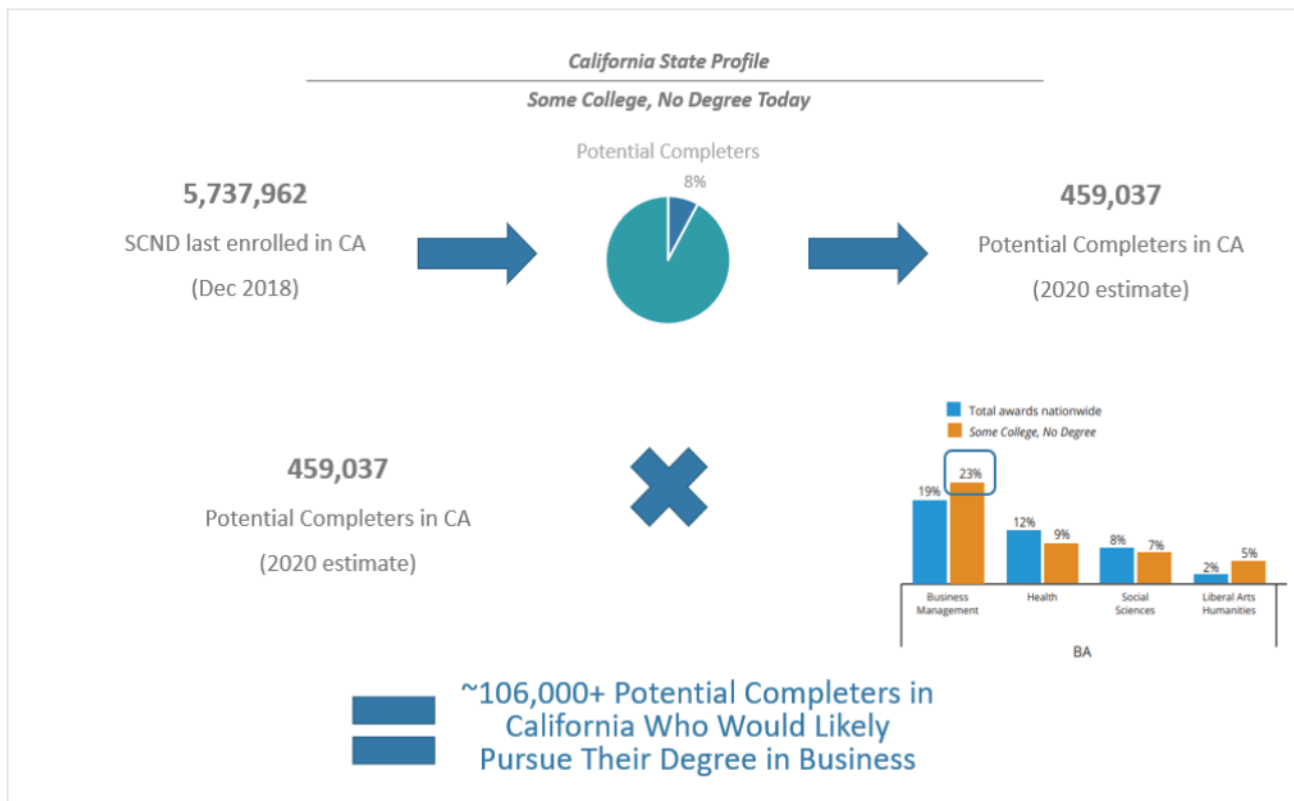 California State Profile
Some College, No Degree Today
Potential Completers
8%
5,737,962
SCND last enrolled in CA
(Dec 2018)
459,037
Potential Completers in CA
(2020 estimate)
459,037
Potential Completers in CA
(2020 estimate)
Total awards nationwide
Some College, No Degree
19%
23%
12%
9%
8%
7%
2%
5%
Business
Management
Health
Social
Sciences
Liberal Arts
Humanities
BA
~106,000+ Potential Completers in
California Who Would Likely
Pursue Their Degree in Business